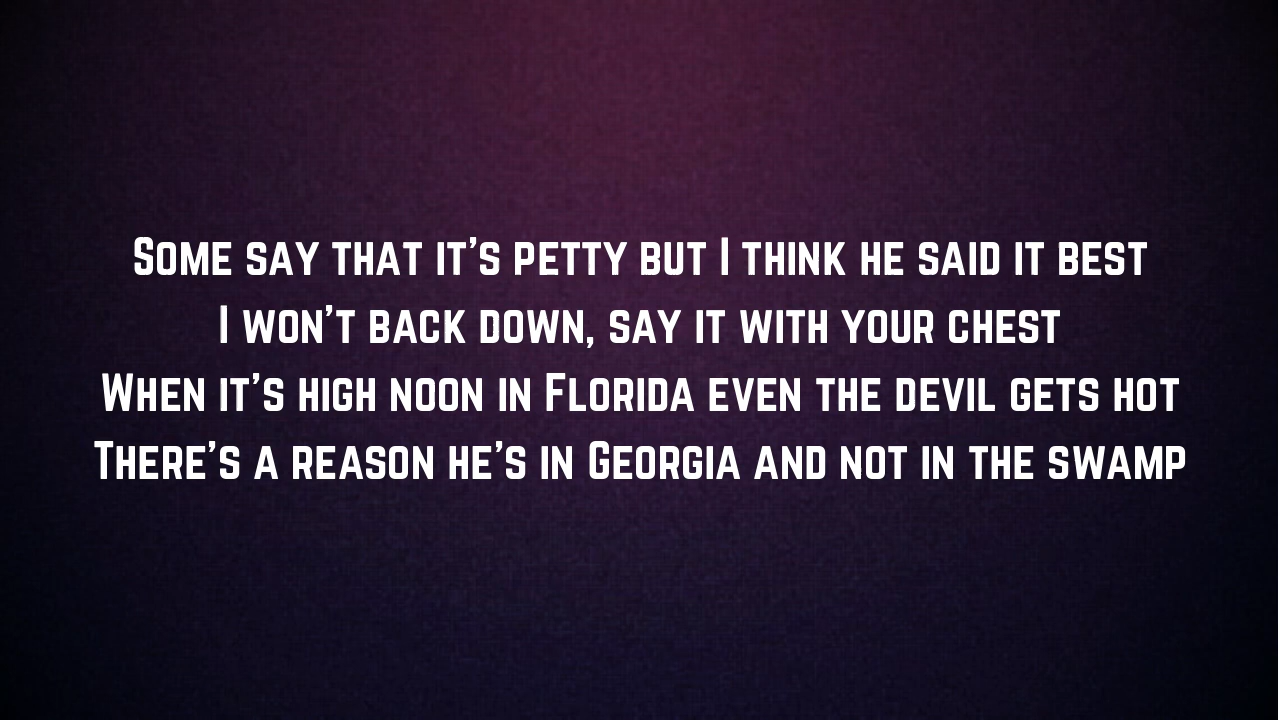 Some say that it's petty but I think he said it best
I won't back down, say it with your chest
When it's high noon in Florida even the devil gets hot
There's a reason he's in Georgia and not in the swamp